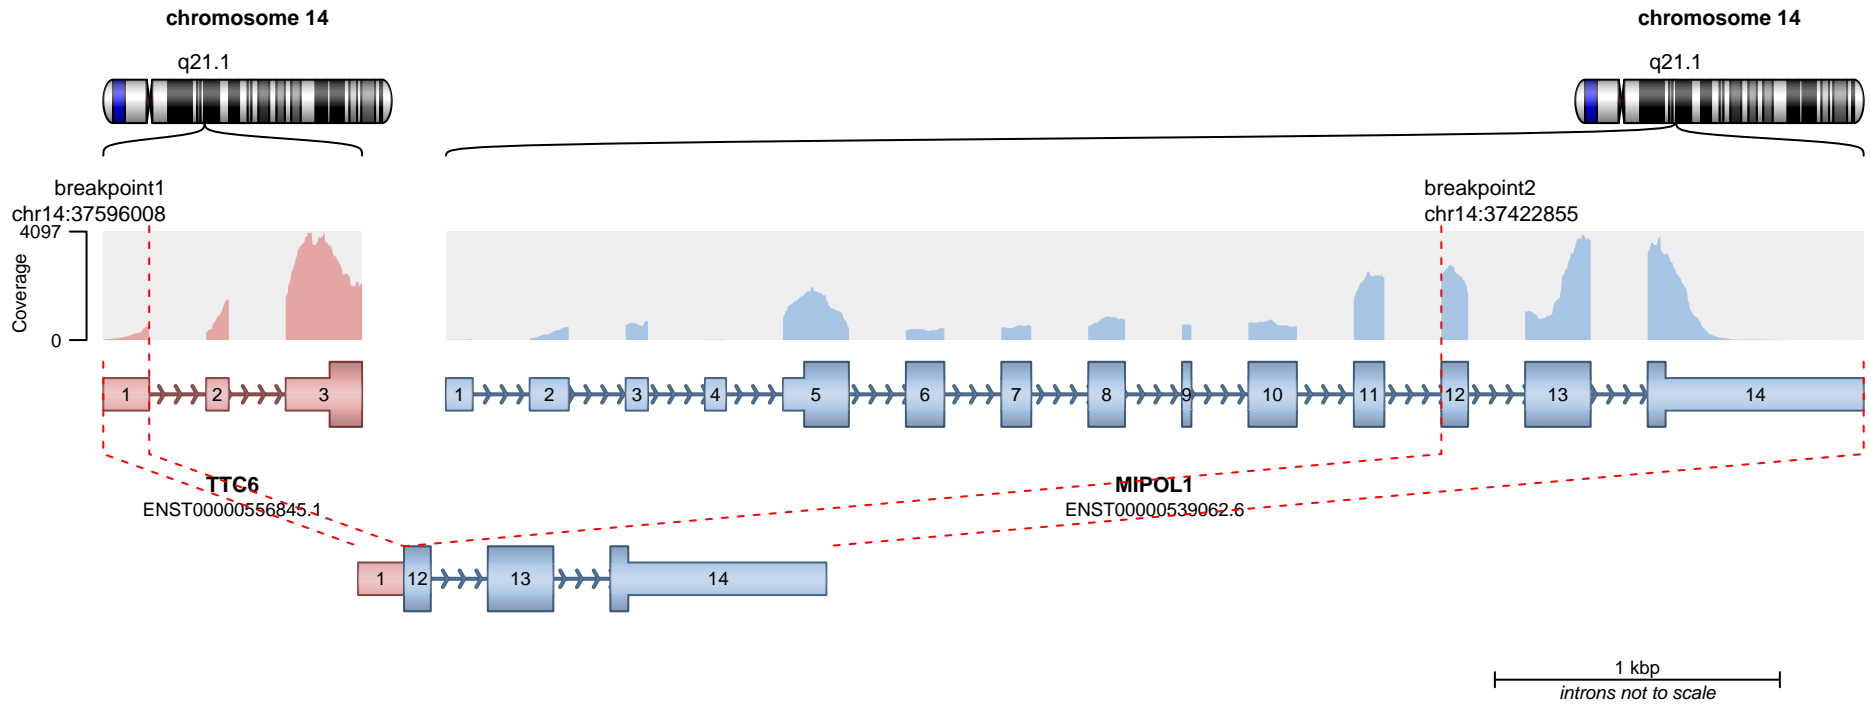 chromosome 14
chromosome 14
q21.1
q21.1
breakpoint1
chr14:37596008
breakpoint2
chr14:37422855
4097
Coverage
0
1 2 3
1 2 3 4 5 6 7 8 9 10 11 12 13 14
TTC6
ENST00000556845.1
MIPOL1
ENST00000539062.6
1 12 13 14
1 kbp
introns not to scale